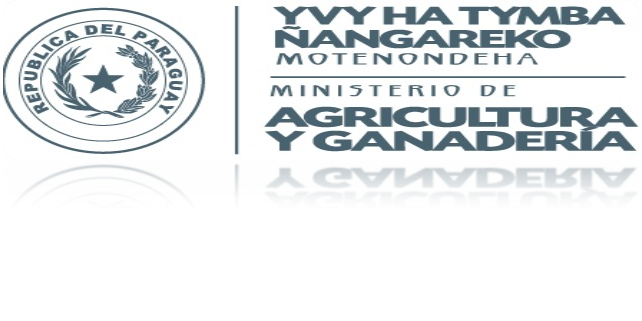 REPUBLICA DEL PARAGUAY
YVY HA TYMBA
ÑANGAREKO
MOTENONDEHA
MINISTERIO DE
AGRICULTURA
Y GANADERÍA